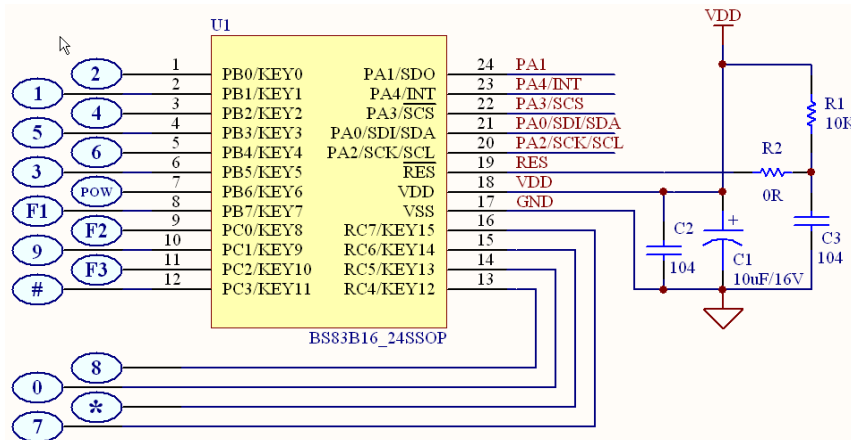 U1
VDD
2 1 PB0/KEY0 PA1/SDO 24 PA1
1 2 PB1/KEY1 PA4/INT 23 PA4/INT
4 3 PB2/KEY2 PA3/SCS 22 PA3/SCS
5 4 PB3/KEY3 PA0/SDI/SDA 21 PA0/SDI/SDA
6 5 PB4/KEY4 PA2/SCK/SCL 20 PA2/SCK/SCL
3 6 PB5/KEY5 RES 19 RES
POW 7 PB6/KEY6 VDD 18 VDD
F1 8 PB7/KEY7 VSS 17 GND
F2 9 PC0/KEY8 RC7/KEY15 16
9 10 PC1/KEY9 RC6/KEY14 15
F3 11 PC2/KEY10 RC5/KEY13 14
# 12 PC3/KEY11 RC4/KEY12 13
BS83B16_24SSOP
R1
10K
R2
0R
C2
104
+
C1
10uF/16V
C3
104
8
0
*
7